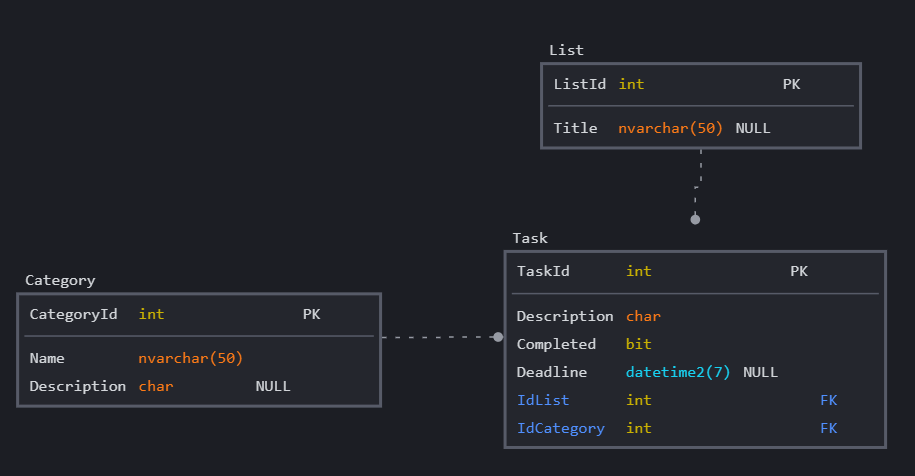 List
ListId int PK
Title nvarchar(50) NULL
Task
TaskId int PK
Description char
Completed bit
Deadline datetime2(7) NULL
IdList int FK
IdCategory int FK
Category
CategoryId int PK
Name nvarchar(50)
Description char NULL